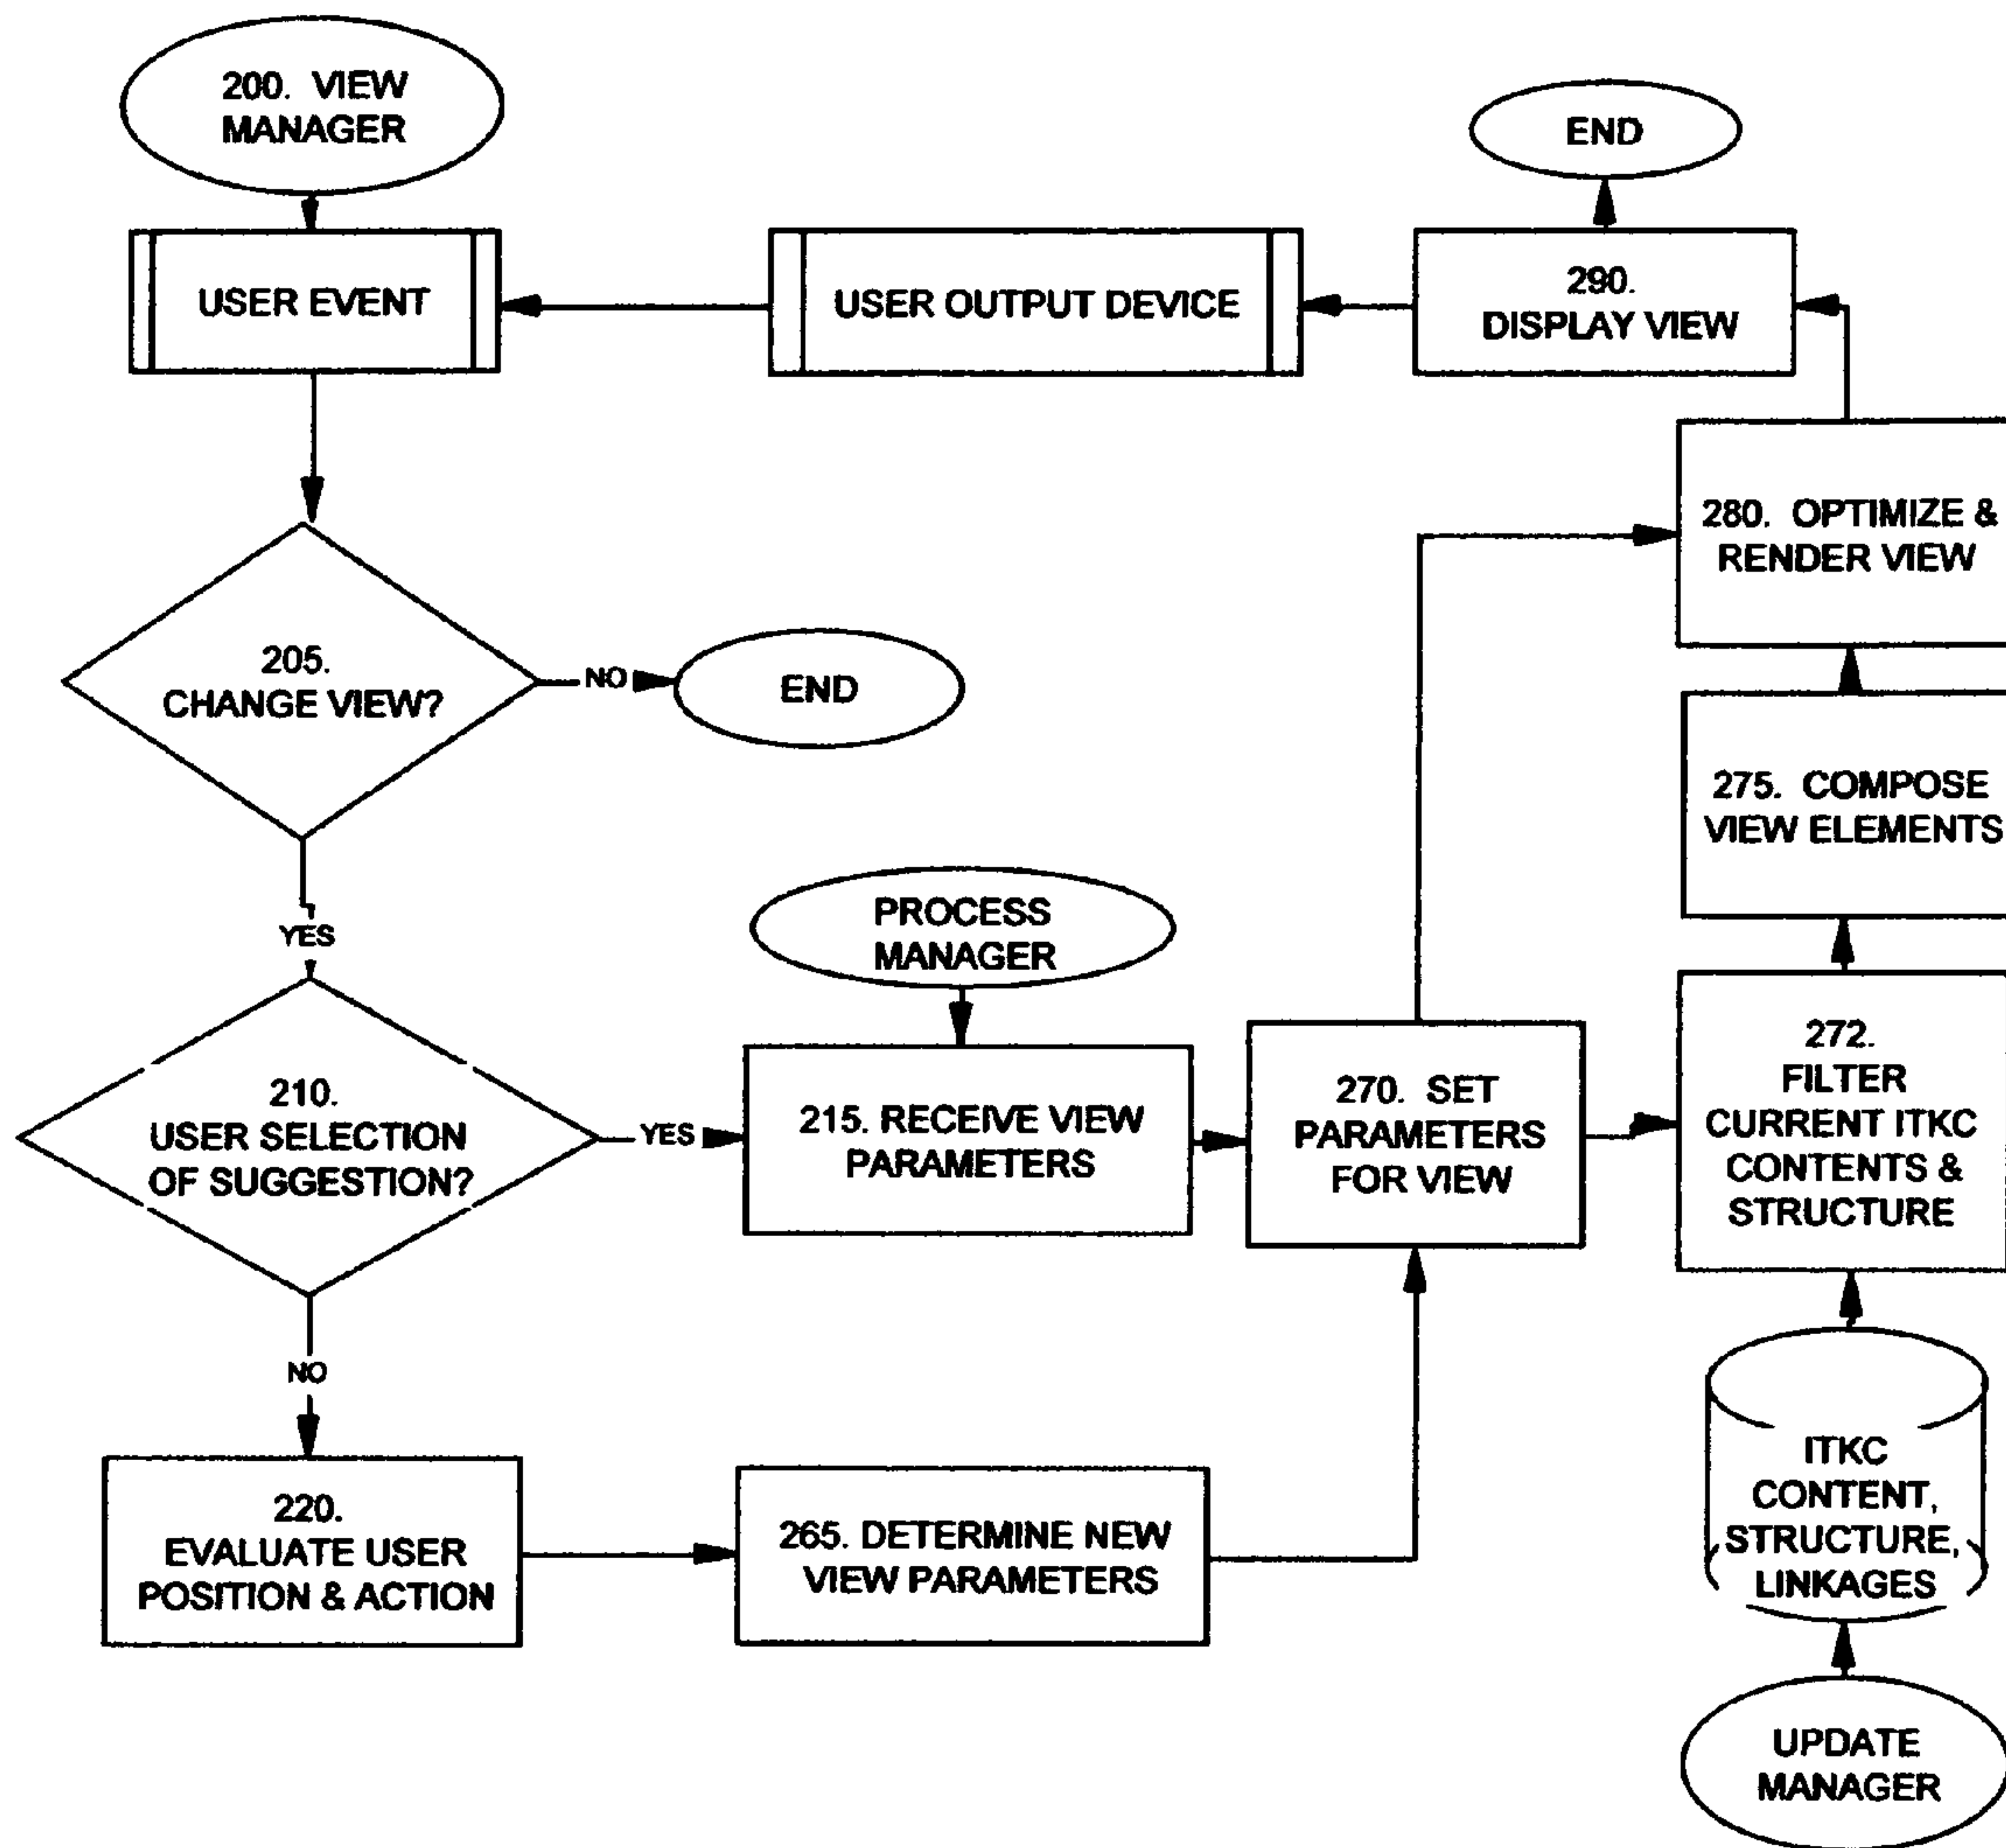 200. VIEW
MANAGER
END
USER EVENT
USER OUTPUT DEVICE
290.
DISPLAY VIEW
280. OPTIMIZE &
RENDER VIEW
205.
CHANGE VIEW?
NO
END
275. COMPOSE
VIEW ELEMENTS
YES
PROCESS
MANAGER
210.
USER SELECTION
OF SUGGESTION?
YES
215. RECEIVE VIEW
PARAMETERS
270. SET
PARAMETERS
FOR VIEW
272.
FILTER
CURRENT ITKC
CONTENTS &
STRUCTURE
NO
220.
EVALUATE USER
POSITION & ACTION
265. DETERMINE NEW
VIEW PARAMETERS
ITKC
CONTENT,
STRUCTURE,
LINKAGES
UPDATE
MANAGER